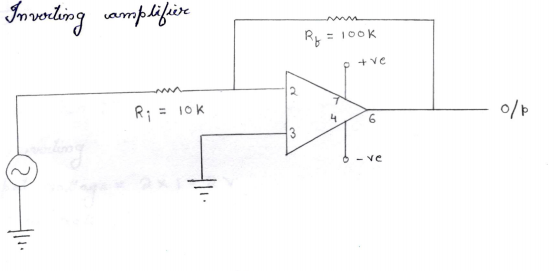 Inverting amplifier
Rf = 100K
+ve
2
7
Ri = 10K
4
6
O/p
3
-ve